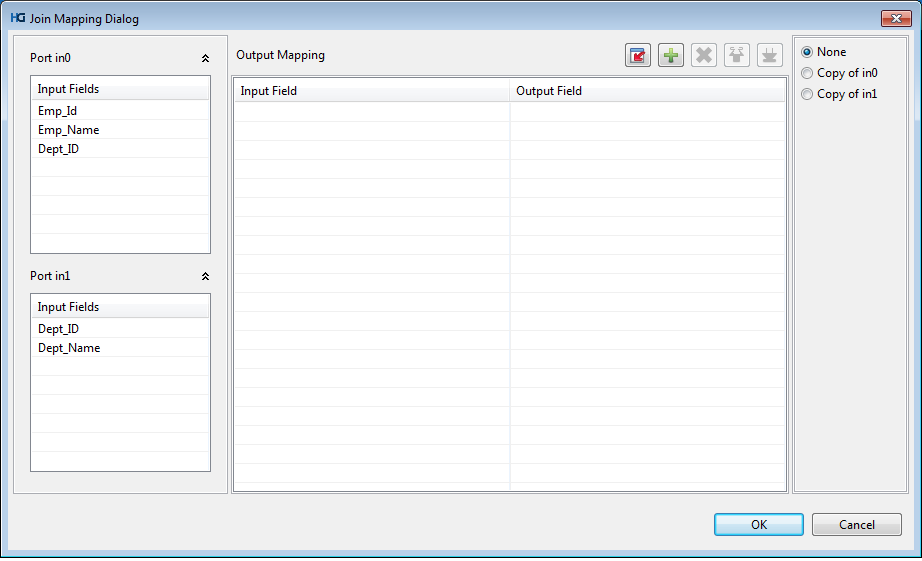 HG Join Mapping Dialog
Port in0
Input Fields
Emp_Id
Emp_Name
Dept_ID
Port in1
Input Fields
Dept_ID
Dept_Name
Output Mapping
Input Field Output Field
None
Copy of in0
Copy of in1
OK Cancel